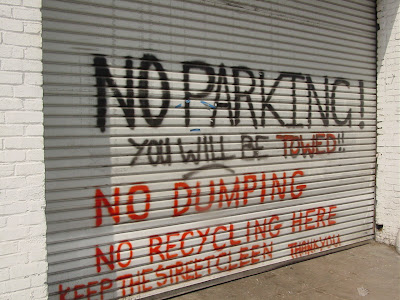 NO PARKING!
YOU WILL BE TOWED!!
NO DUMPING
NO RECYCLING HERE
KEEP THE STREET CLEEN THANK YOU